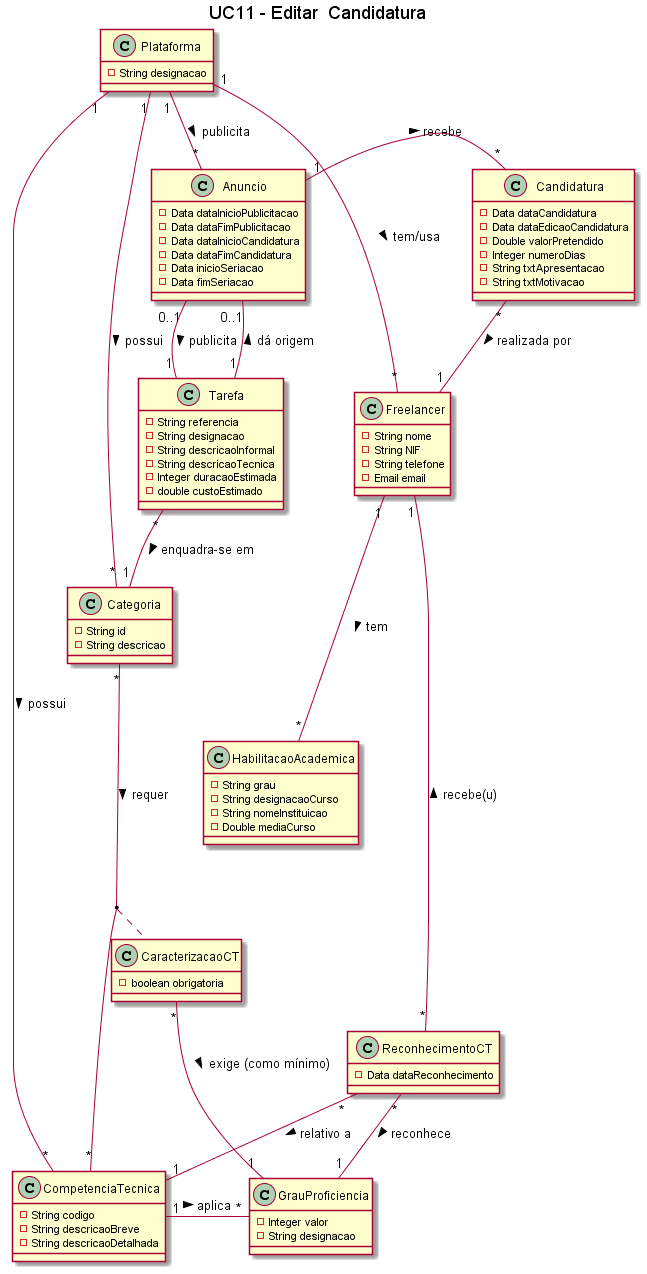 UC11 - Editar  Candidatura
C Plataforma
String designacao
1 1 1 1
publicita
recebe
* 1 *
C Anuncio
Data dataInicioPublicitacao
Data dataFimPublicitacao
Data dataInicioCandidatura
Data dataFimCandidatura
Data inicioSeriacao
Data fimSeriacao
C Candidatura
Data dataCandidatura
Data dataEdicaoCandidatura
Double valorPretendido
Integer numeroDias
String txtApresentacao
String txtMotivacao
tem/usa
0..1 0..1 *
possui
publicita
dá origem
realizada por
1 1 * 1
C Tarefa
String referencia
String designacao
String descricaoInformal
String descricaoTecnica
Integer duracaoEstimada
double custoEstimado
C Freelancer
String nome
String NIF
String telefone
Email email
* 1 1
enquadra-se em
* 1
C Categoria
String id
String descricao
*
tem
possui
*
C HabilitacaoAcademica
String grau
String designacaoCurso
String nomeInstituicao
Double mediaCurso
requer
recebe(u)
C CaracterizacaoCT
boolean obrigatoria
* *
C ReconhecimentoCT
Data dataReconhecimento
exige (como mínimo)
* *
relativo a
reconhece
* * 1 1 1
C CompetenciaTecnica
String codigo
String descricaoBreve
String descricaoDetalhada
1 aplica *
C GrauProficiencia
Integer valor
String designacao